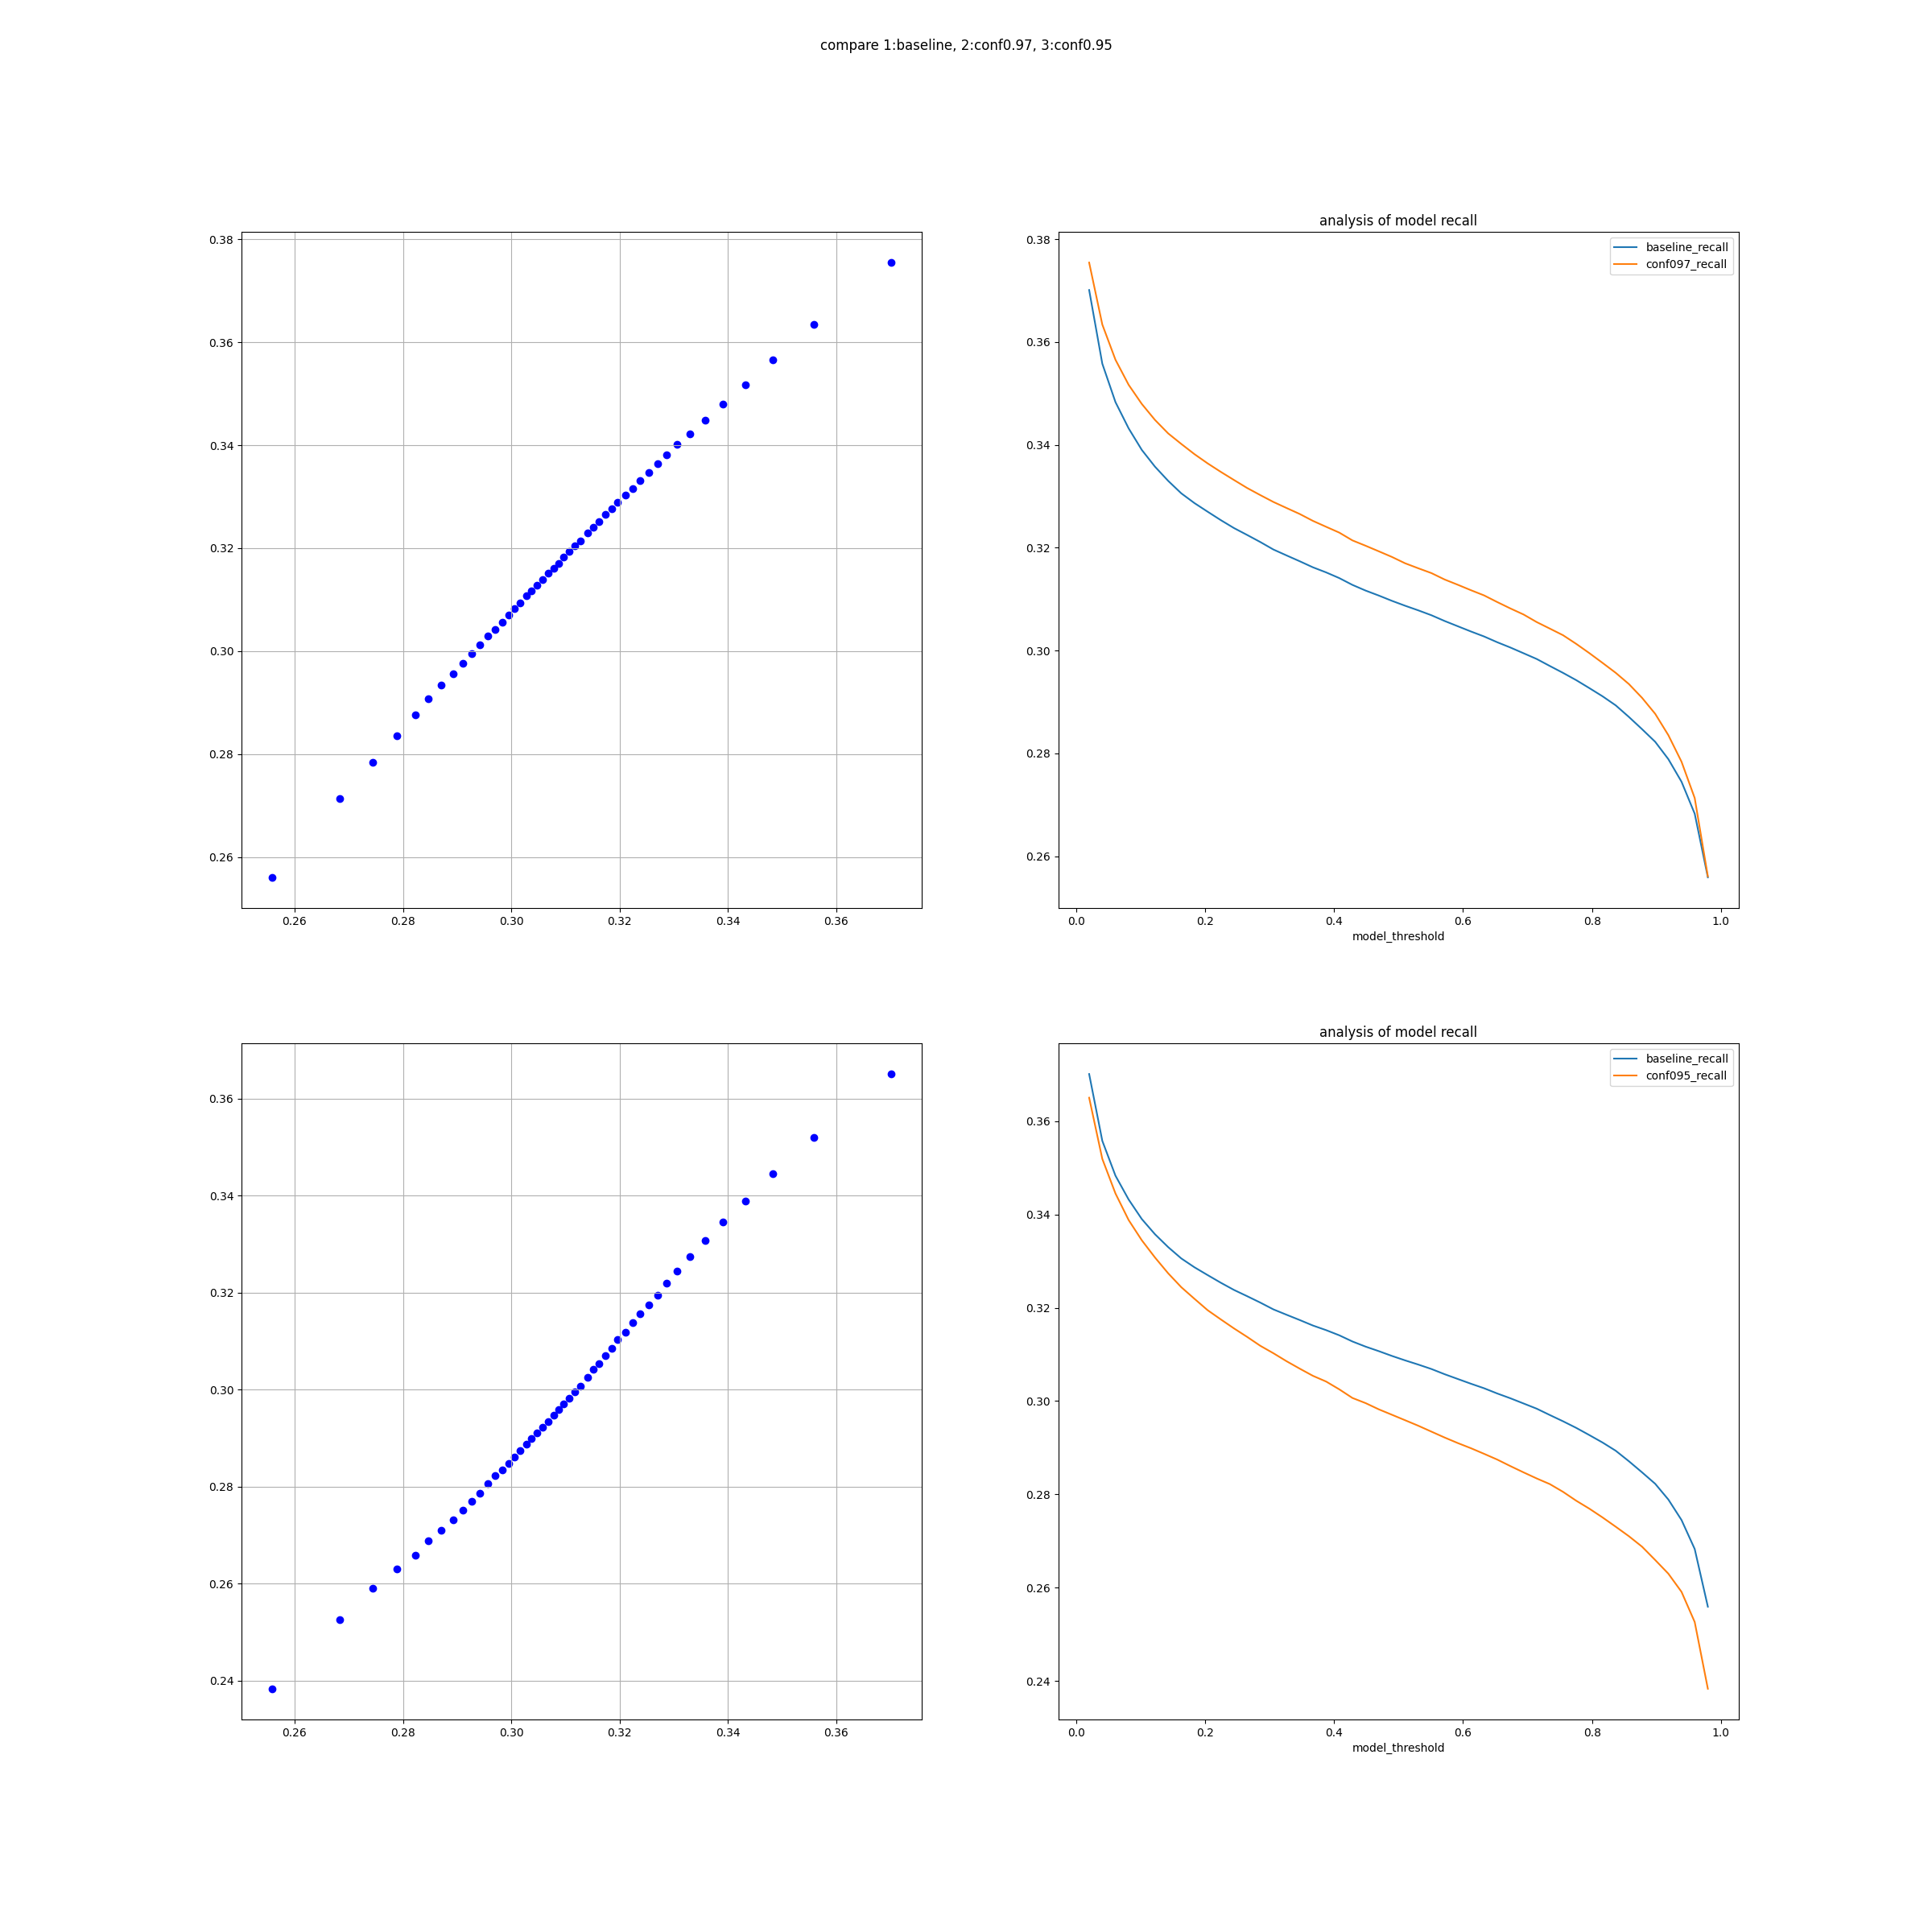 compare 1:baseline, 2:conf0.97, 3:conf0.95
0.38
0.36
0.34
0.32
0.30
0.28
0.26
0.26 0.28 0.30 0.32 0.34 0.36
analysis of model recall
baseline_recall
conf097_recall
0.38
0.36
0.34
0.32
0.30
0.28
0.26
0.0 0.2 0.4 0.6 0.8 1.0
model_threshold
0.36
0.34
0.32
0.30
0.28
0.26
0.24
0.26 0.28 0.30 0.32 0.34 0.36
analysis of model recall
baseline_recall
conf095_recall
0.36
0.34
0.32
0.30
0.28
0.26
0.24
0.0 0.2 0.4 0.6 0.8 1.0
model_threshold